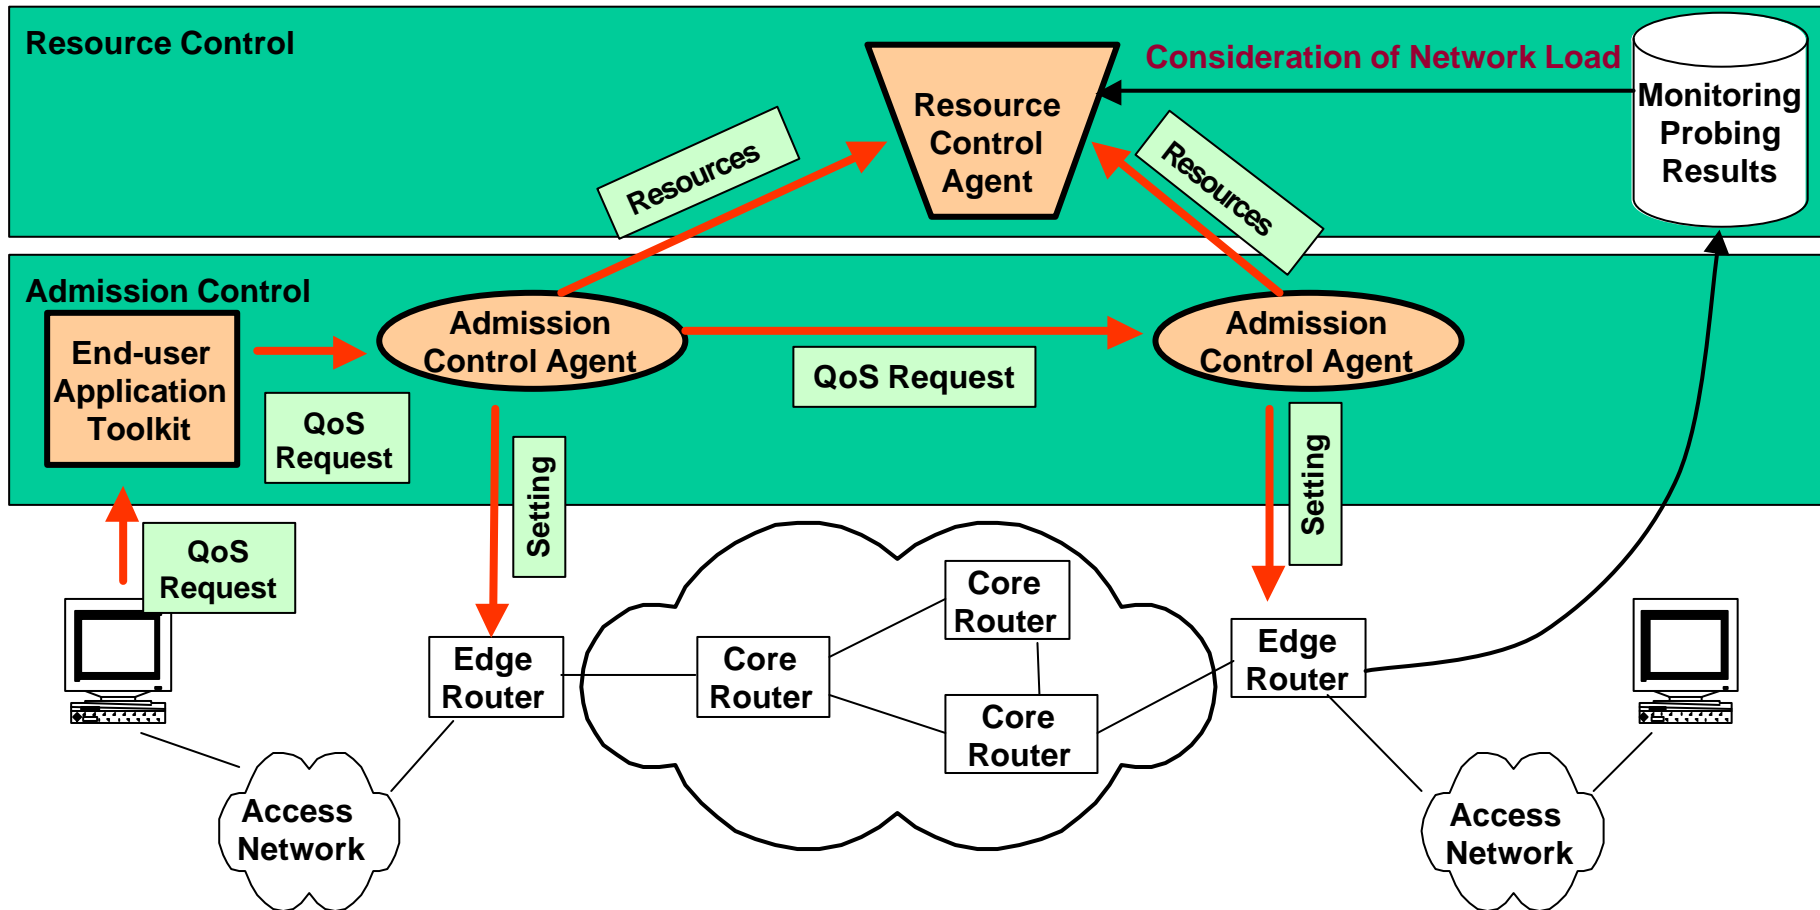 Resource Control
Consideration of Network Load
Resource
Control
Agent
Monitoring
Probing
Results
Resources
Resources
Admission Control
End-user
Application
Toolkit
Admission
Control Agent
Admission
Control Agent
QoS Request
QoS
Request
Setting
Setting
QoS
Request
Core
Router
Edge
Router
Core
Router
Edge
Router
Core
Router
Access
Network
Access
Network